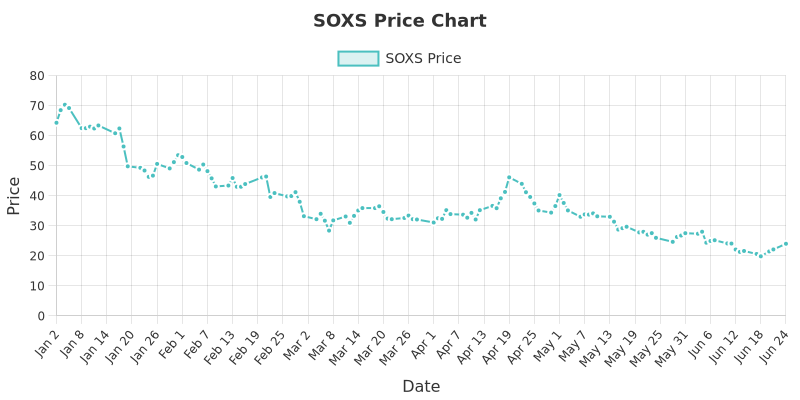 SOXS Price Chart
SOXS Price
80
70
60
50
40
30
20
10
0
Price
Jan 2
Jan 8
Jan 14
Jan 20
Jan 26
Feb 1
Feb 7
Feb 13
Feb 19
Feb 25
Mar 2
Mar 8
Mar 14
Mar 20
Mar 26
Apr 1
Apr 7
Apr 13
Apr 19
Apr 25
May 1
May 7
May 13
May 19
May 25
May 31
Jun 6
Jun 12
Jun 18
Jun 24
Date